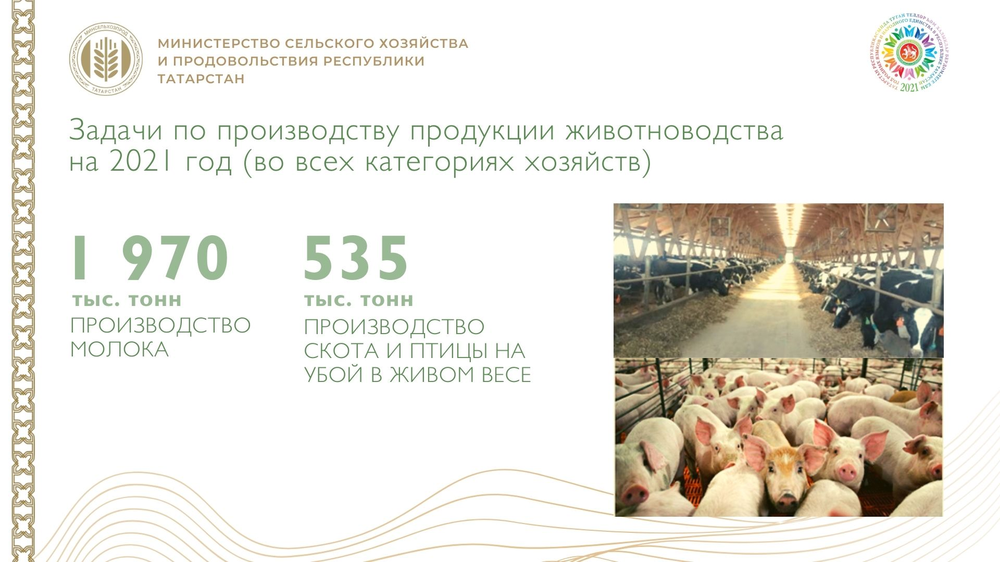 МИНСЕЛЬХОЗПРОД
ТАТАРСТАН
МИНИСТЕРСТВО СЕЛЬСКОГО ХОЗЯЙСТВА
И ПРОДОВОЛЬСТВИЯ РЕСПУБЛИКИ
ТАТАРСТАН
ТАТАРСТАН РЕСПУБЛИКАСЫНДА ТУГАН ТЕЛЛӘР ҺӘМ ХАЛЫКЛАР БЕРДӘМЛЕГЕ ЕЛЫ
ГОД РОДНЫХ ЯЗЫКОВ И НАРОДНОГО ЕДИНСТВА В РЕСПУБЛИКЕ ТАТАРСТАН
2021
Задачи по производству продукции животноводства
на 2021 год (во всех категориях хозяйств)
1 970
тыс. тонн
ПРОИЗВОДСТВО
МОЛОКА
535
тыс. тонн
ПРОИЗВОДСТВО
СКОТА И ПТИЦЫ НА
УБОЙ В ЖИВОМ ВЕСЕ